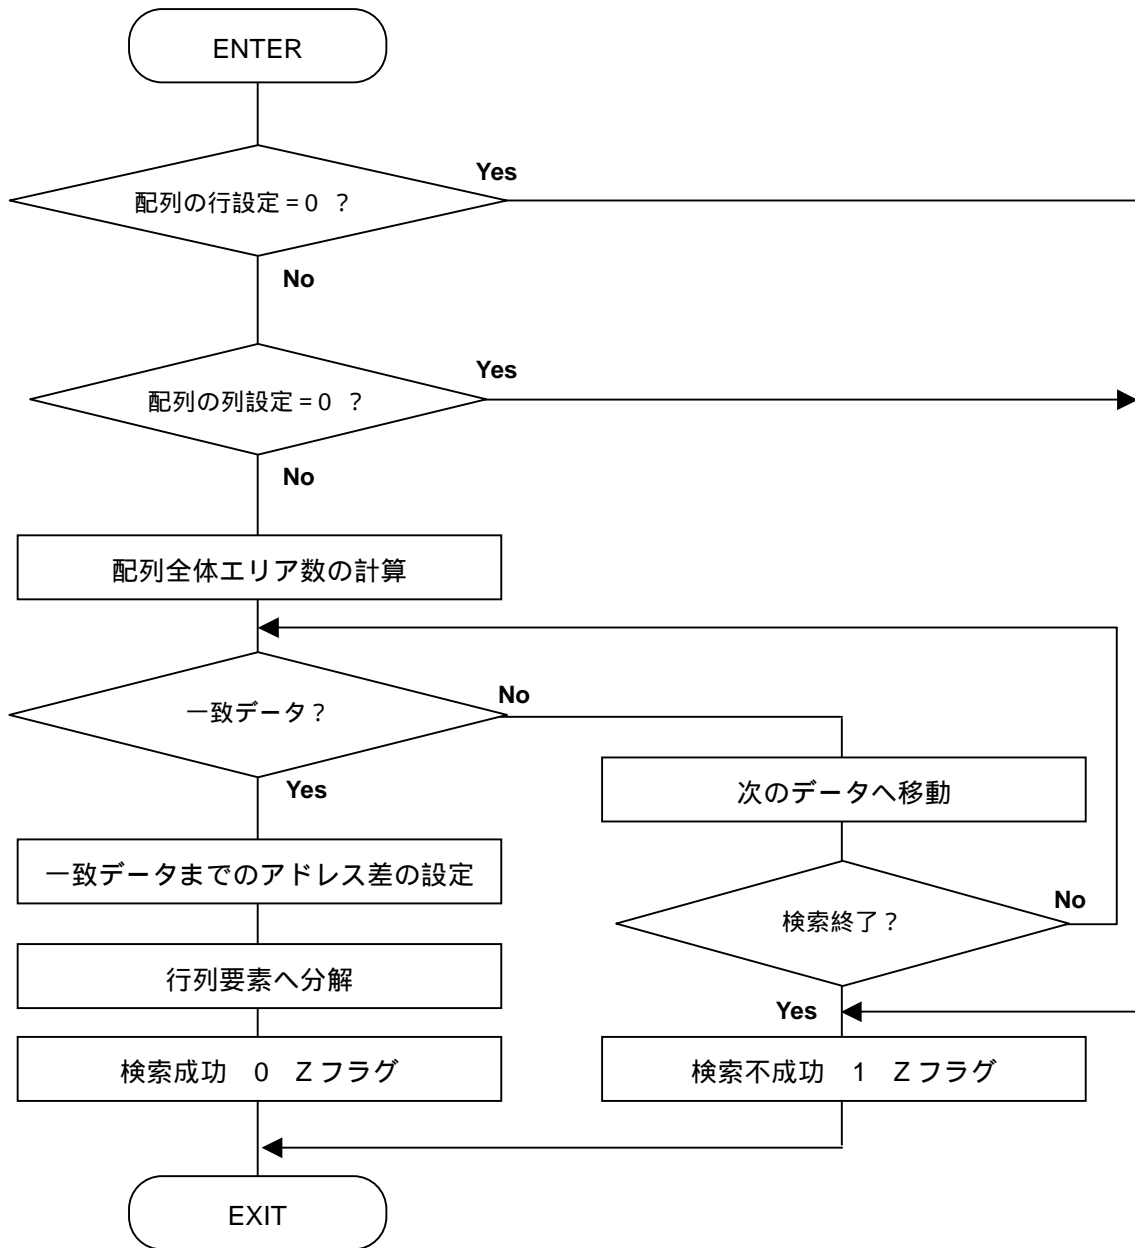 ENTER
配列の行設定=0 ?
Yes
No
配列の列設定=0 ?
Yes
No
配列全体エリア数の計算
一致データ?
No
Yes
次のデータへ移動
一致データまでのアドレス差の設定
検索終了?
No
Yes
行列要素へ分解
検索成功 0 Zフラグ
検索不成功 1 Zフラグ
EXIT